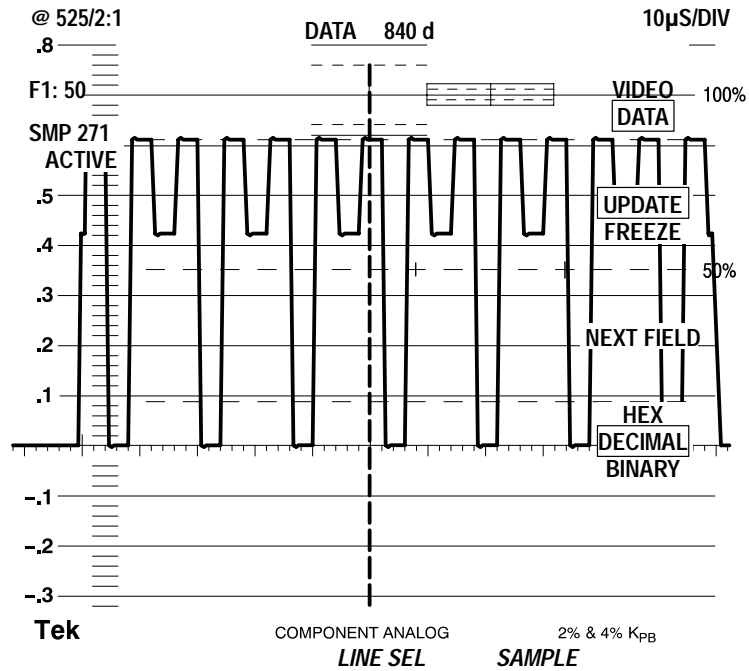 @ 525/2:1
DATA 840 d
10µS/DIV
.8
F1: 50
VIDEO
100%
DATA
SMP 271
ACTIVE
.5
UPDATE
.4
FREEZE
50%
.3
.2
NEXT FIELD
.1
HEX
DECIMAL
BINARY
–.1
–.2
–.3
Tek
COMPONENT ANALOG
2% & 4% KPB
LINE SEL
SAMPLE